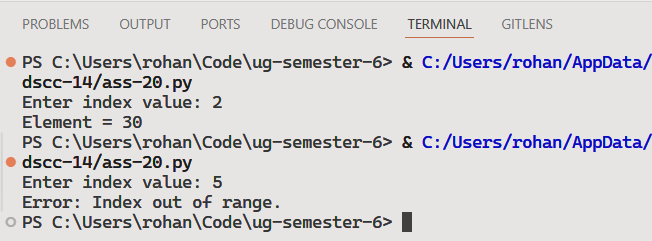 PROBLEMS OUTPUT PORTS DEBUG CONSOLE TERMINAL GITLENS
PS C:\Users\rohan\Code\ug-semester-6> & C:/Users/rohan/AppData/
dscc-14/ass-20.py
Enter index value: 2
Element = 30
PS C:\Users\rohan\Code\ug-semester-6> & C:/Users/rohan/AppData/
dscc-14/ass-20.py
Enter index value: 5
Error: Index out of range.
PS C:\Users\rohan\Code\ug-semester-6>